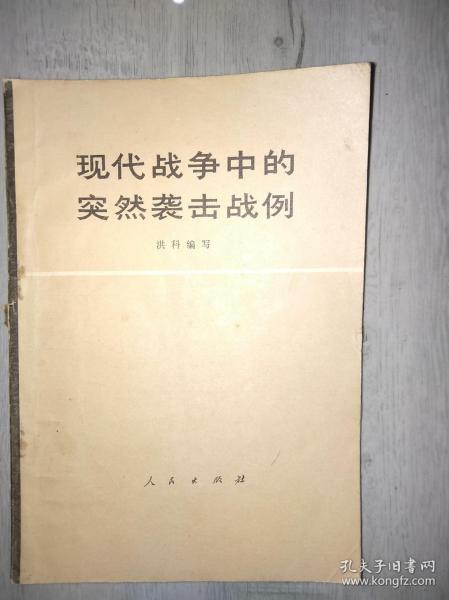 现代战争中的
突然袭击战例
洪科编写
人民出版社
孔夫子旧书网
www.kongfz.com